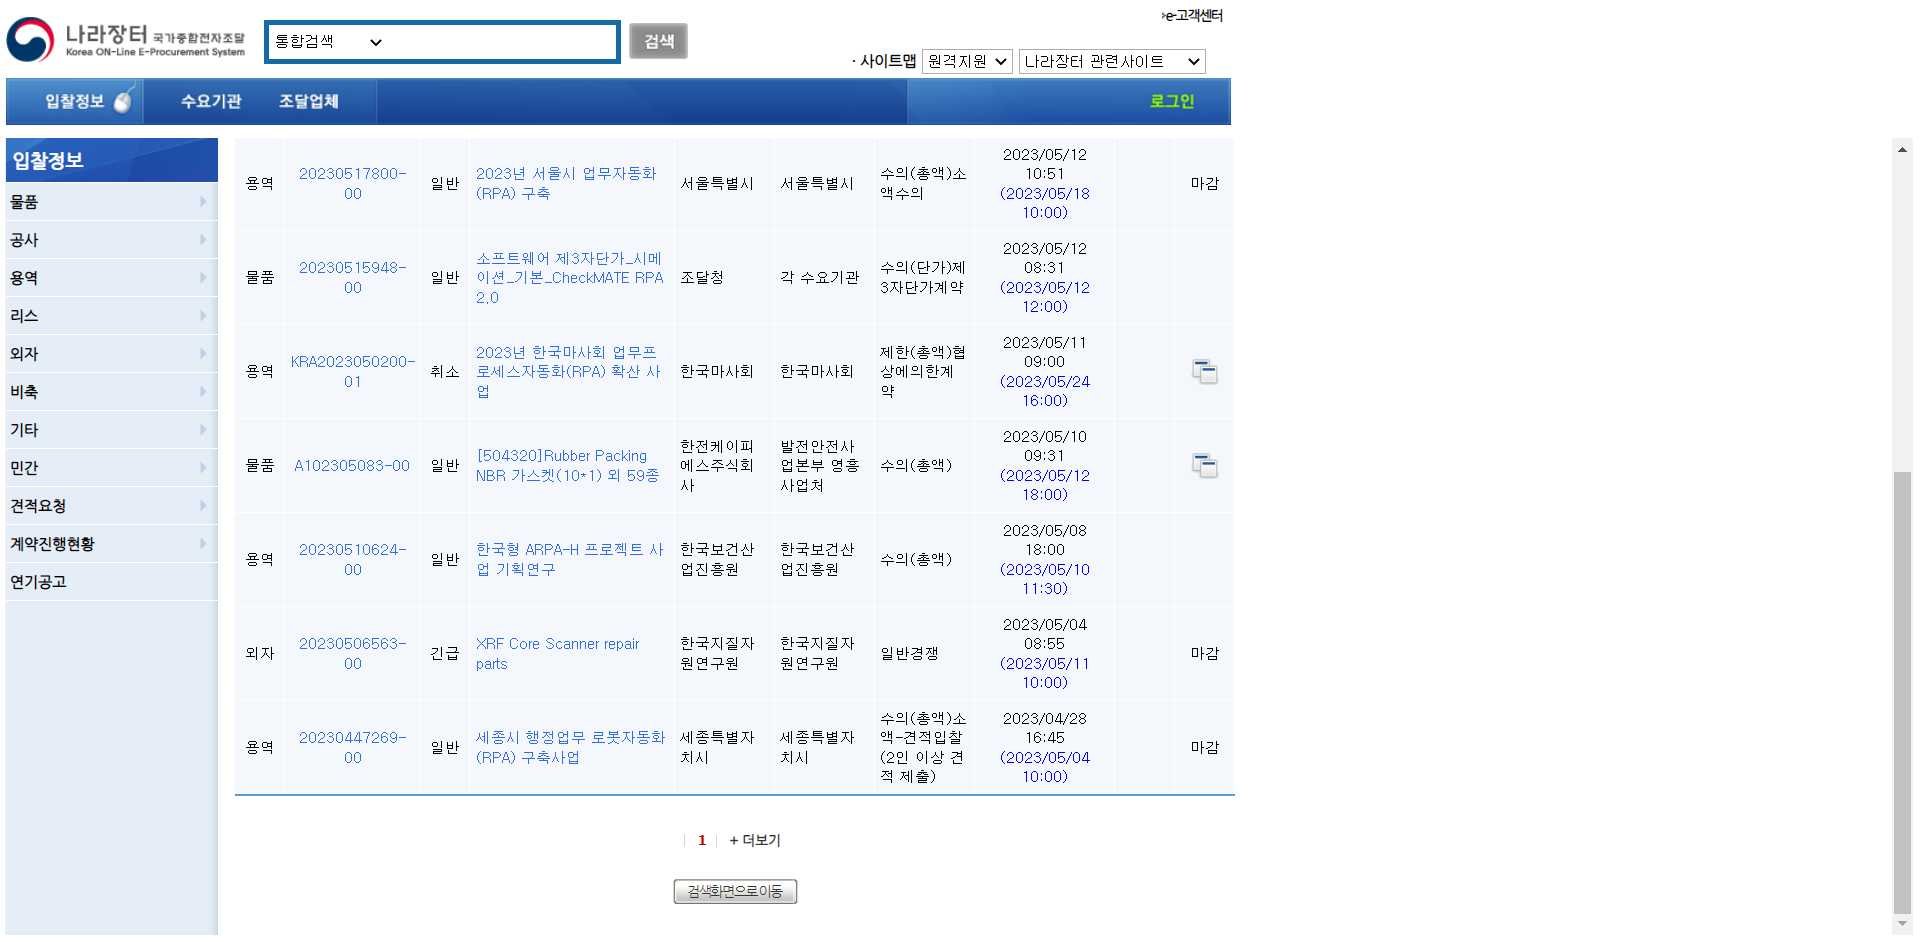 ›e-고객센터
나라장터 국가종합전자조달
Korea ON-Line E-Procurement System
통합검색
검색
· 사이트맵 원격지원 나라장터 관련사이트
입찰정보 수요기관 조달업체 로그인
입찰정보
물품
공사
용역
리스
외자
비축
기타
민간
견적요청
계약진행현황
연기공고
용역 20230517800-00 일반 2023년 서울시 업무자동화(RPA) 구축 서울특별시 서울특별시 수의(총액)소액수의 2023/05/12 10:51 (2023/05/18 10:00) 마감
물품 20230515948-00 일반 소프트웨어 제3자단가_시메이션_기본_CheckMATE RPA 2.0 조달청 각 수요기관 수의(단가)제3자단가계약 2023/05/12 08:31 (2023/05/12 12:00)
용역 KRA2023050200-01 취소 2023년 한국마사회 업무프로세스자동화(RPA) 확산 사업 한국마사회 한국마사회 제한(총액)협상에의한계약 2023/05/11 09:00 (2023/05/24 16:00)
물품 A102305083-00 일반 [504320]Rubber Packing NBR 가스켓(10*1) 외 59종 한전케이피에스주식회사 발전안전사업본부 영흥사업처 수의(총액) 2023/05/10 09:31 (2023/05/12 18:00)
용역 20230510624-00 일반 한국형 ARPA-H 프로젝트 사업 기획연구 한국보건산업진흥원 한국보건산업진흥원 수의(총액) 2023/05/08 18:00 (2023/05/10 11:30)
외자 20230506563-00 긴급 XRF Core Scanner repair parts 한국지질자원연구원 한국지질자원연구원 일반경쟁 2023/05/04 08:55 (2023/05/11 10:00) 마감
용역 20230447269-00 일반 세종시 행정업무 로봇자동화(RPA) 구축사업 세종특별자치시 세종특별자치시 수의(총액)소액-견적입찰(2인 이상 견적 제출) 2023/04/28 16:45 (2023/05/04 10:00) 마감
1 + 더보기
검색화면으로 이동